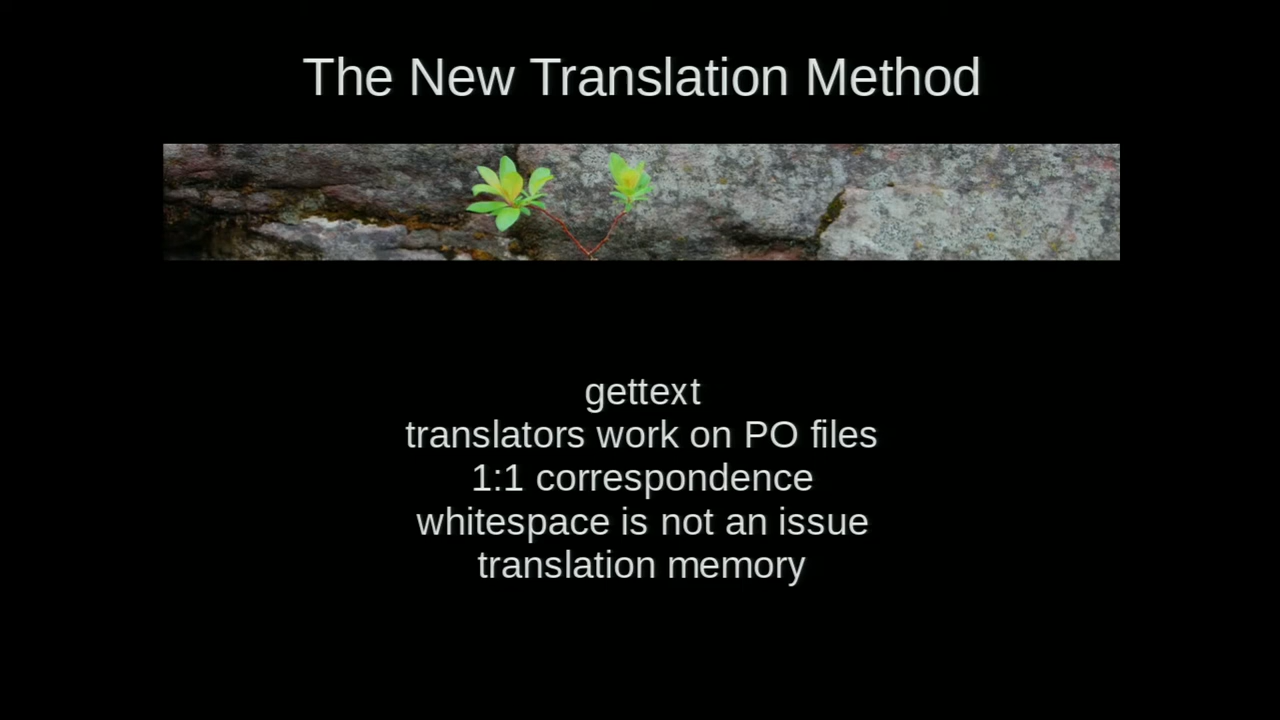 The New Translation Method
gettext
translators work on PO files
1:1 correspondence
whitespace is not an issue
translation memory